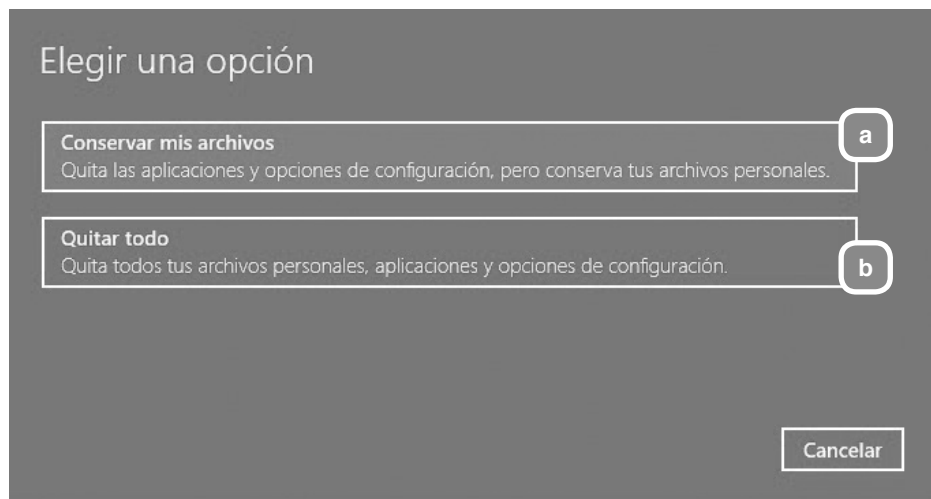 Elegir una opción
Conservar mis archivos
a
Quita las aplicaciones y opciones de configuración, pero conserva tus archivos personales.
Quitar todo
Quita todos tus archivos personales, aplicaciones y opciones de configuración.
b
Cancelar